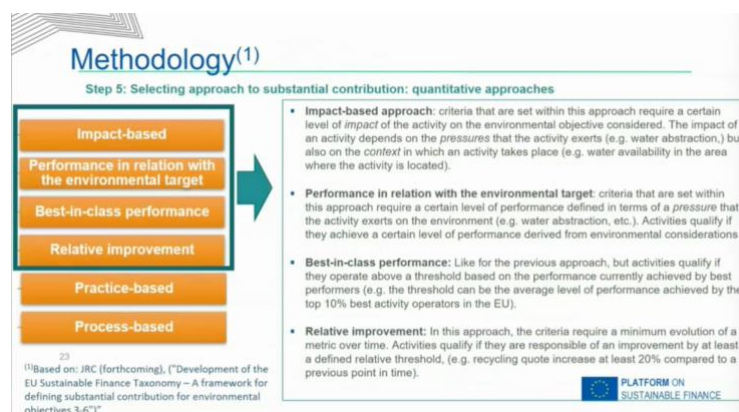 Methodology(1)
Step 5: Selecting approach to substantial contribution: quantitative approaches
Impact-based
Performance in relation with
the environmental target
Best-in-class performance
Relative improvement
Practice-based
Process-based
23
(1)Based on: JRC (forthcoming), ("Development of the
EU Sustainable Finance Taxonomy – A framework for
defining substantial contribution for environmental
objectives 3-6")"
• Impact-based approach: criteria that are set within this approach require a certain
level of impact of the activity on the environmental objective considered. The impact of
an activity depends on the pressures that the activity exerts (e.g. water abstraction,) bu
also on the context in which an activity takes place (e.g. water availability in the area
where the activity is located).
• Performance in relation with the environmental target: criteria that are set within
this approach require a certain level of performance defined in terms of a pressure that
the activity exerts on the environment (e.g. water abstraction, etc.). Activities qualify if
they achieve a certain level of performance derived from environmental considerations
• Best-in-class performance: Like for the previous approach, but activities qualify if
they operate above a threshold based on the performance currently achieved by best
performers (e.g. the threshold can be the average level of performance achieved by the
top 10% best activity operators in the EU).
• Relative improvement: In this approach, the criteria require a minimum evolution of a
metric over time. Activities qualify if they are responsible of an improvement by at least
a defined relative threshold, (e.g. recycling quote increase at least 20% compared to a
previous point in time).
PLATFORM ON
SUSTAINABLE FINANCE